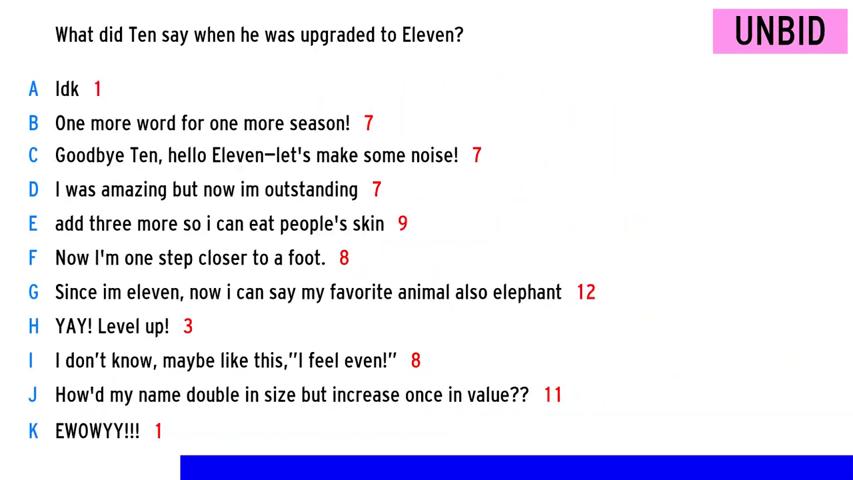 What did Ten say when he was upgraded to Eleven?
UNBID
A Idk 1
B One more word for one more season! 7
C Goodbye Ten, hello Eleven—let's make some noise! 7
D I was amazing but now im outstanding 7
E add three more so i can eat people's skin 9
F Now I'm one step closer to a foot. 8
G Since im eleven, now i can say my favorite animal also elephant 12
H YAY! Level up! 3
I I don’t know, maybe like this,”I feel even!” 8
J How'd my name double in size but increase once in value?? 11
K EWOWYY!!! 1